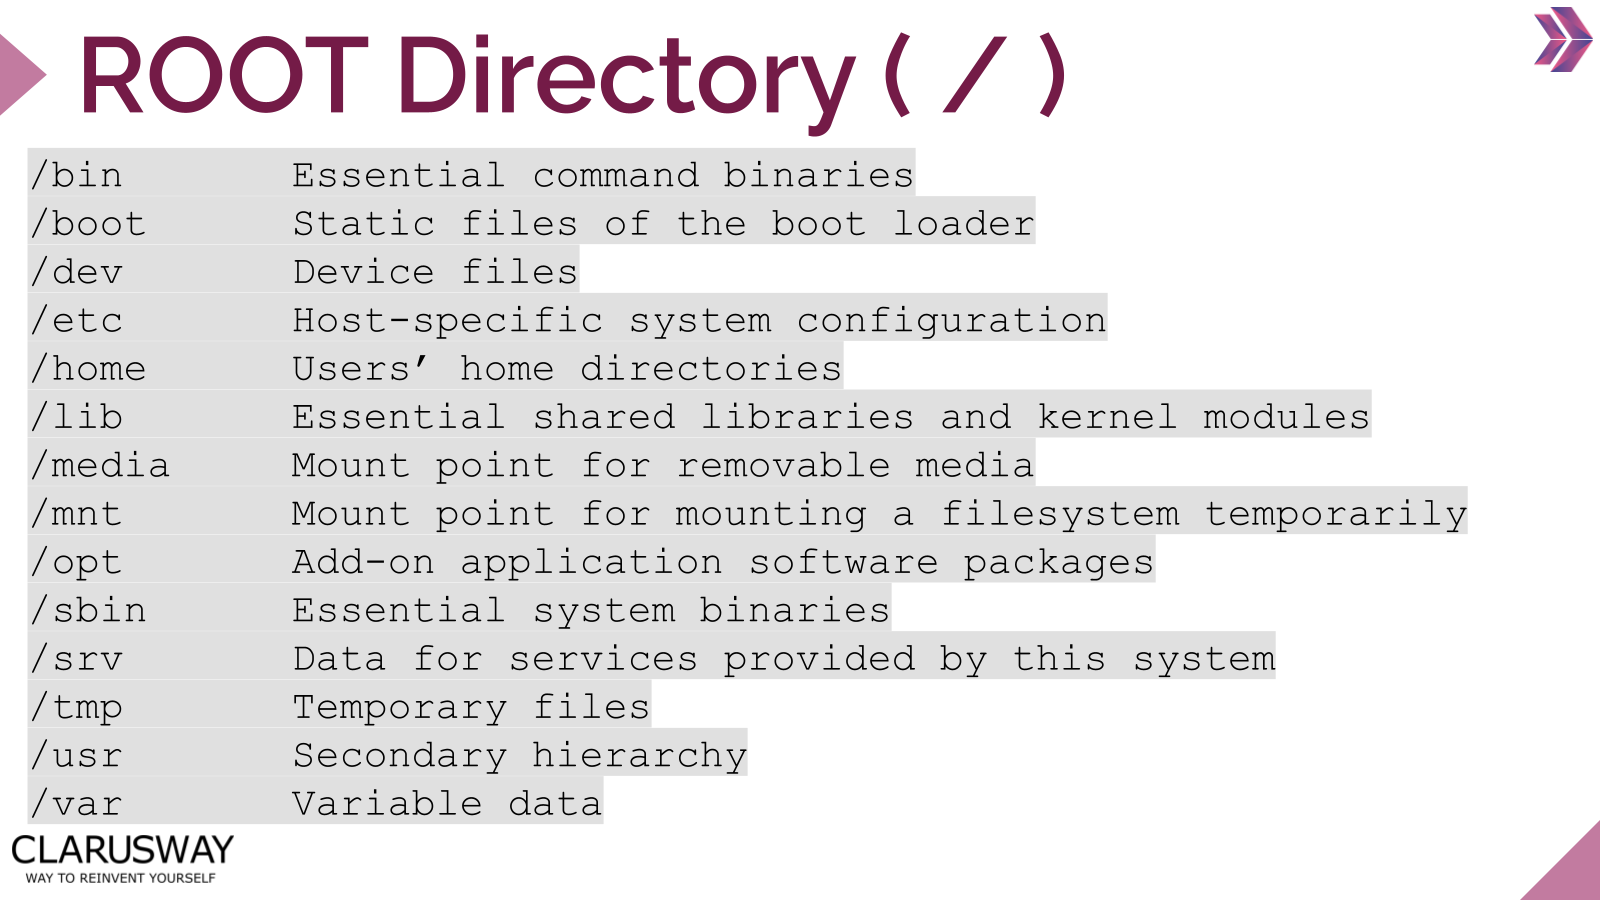 ROOT Directory ( / )
/bin Essential command binaries
/boot Static files of the boot loader
/dev Device files
/etc Host-specific system configuration
/home Users’ home directories
/lib Essential shared libraries and kernel modules
/media Mount point for removable media
/mnt Mount point for mounting a filesystem temporarily
/opt Add-on application software packages
/sbin Essential system binaries
/srv Data for services provided by this system
/tmp Temporary files
/usr Secondary hierarchy
/var Variable data
CLARUSWAY
WAY TO REINVENT YOURSELF